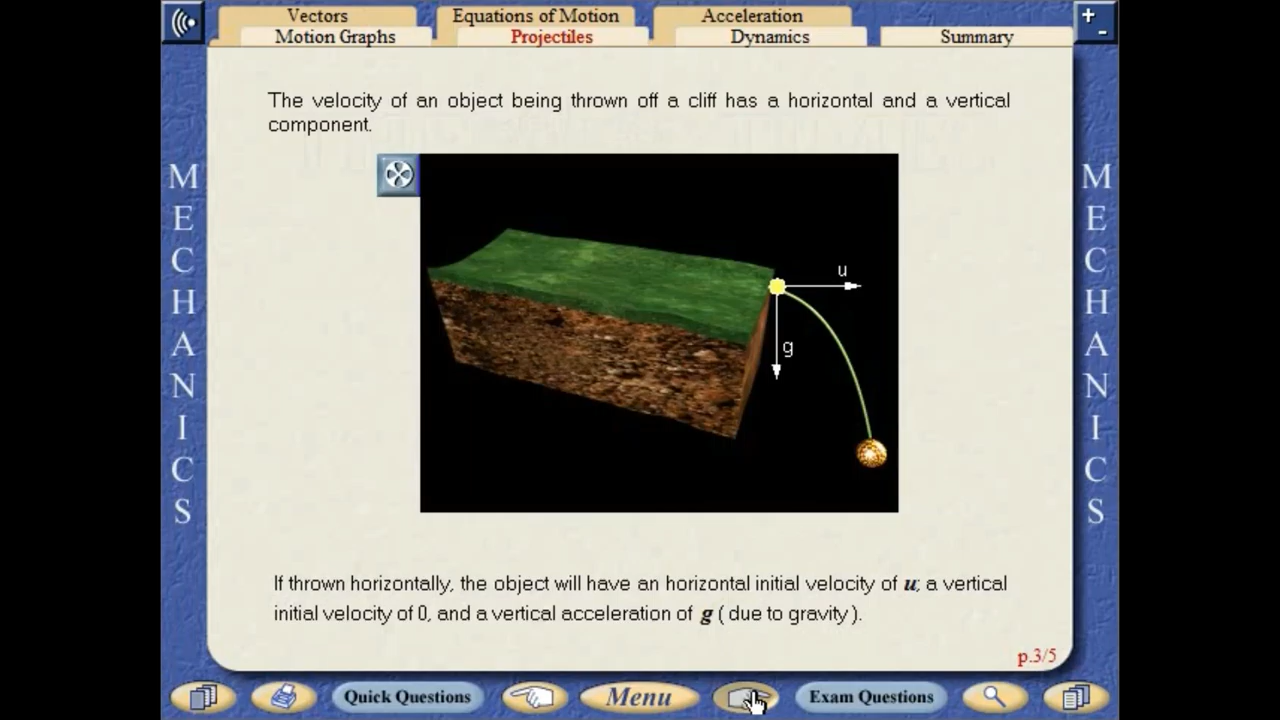 Vectors
Equations of Motion
Acceleration
+
-
Motion Graphs
Projectiles
Dynamics
Summary
The velocity of an object being thrown off a cliff has a horizontal and a vertical
component.
MECHANICS
MECHANICS
u
g
If thrown horizontally, the object will have an horizontal initial velocity of u, a vertical
initial velocity of 0, and a vertical acceleration of g ( due to gravity ).
p.3/5
Quick Questions
Menu
Exam Questions